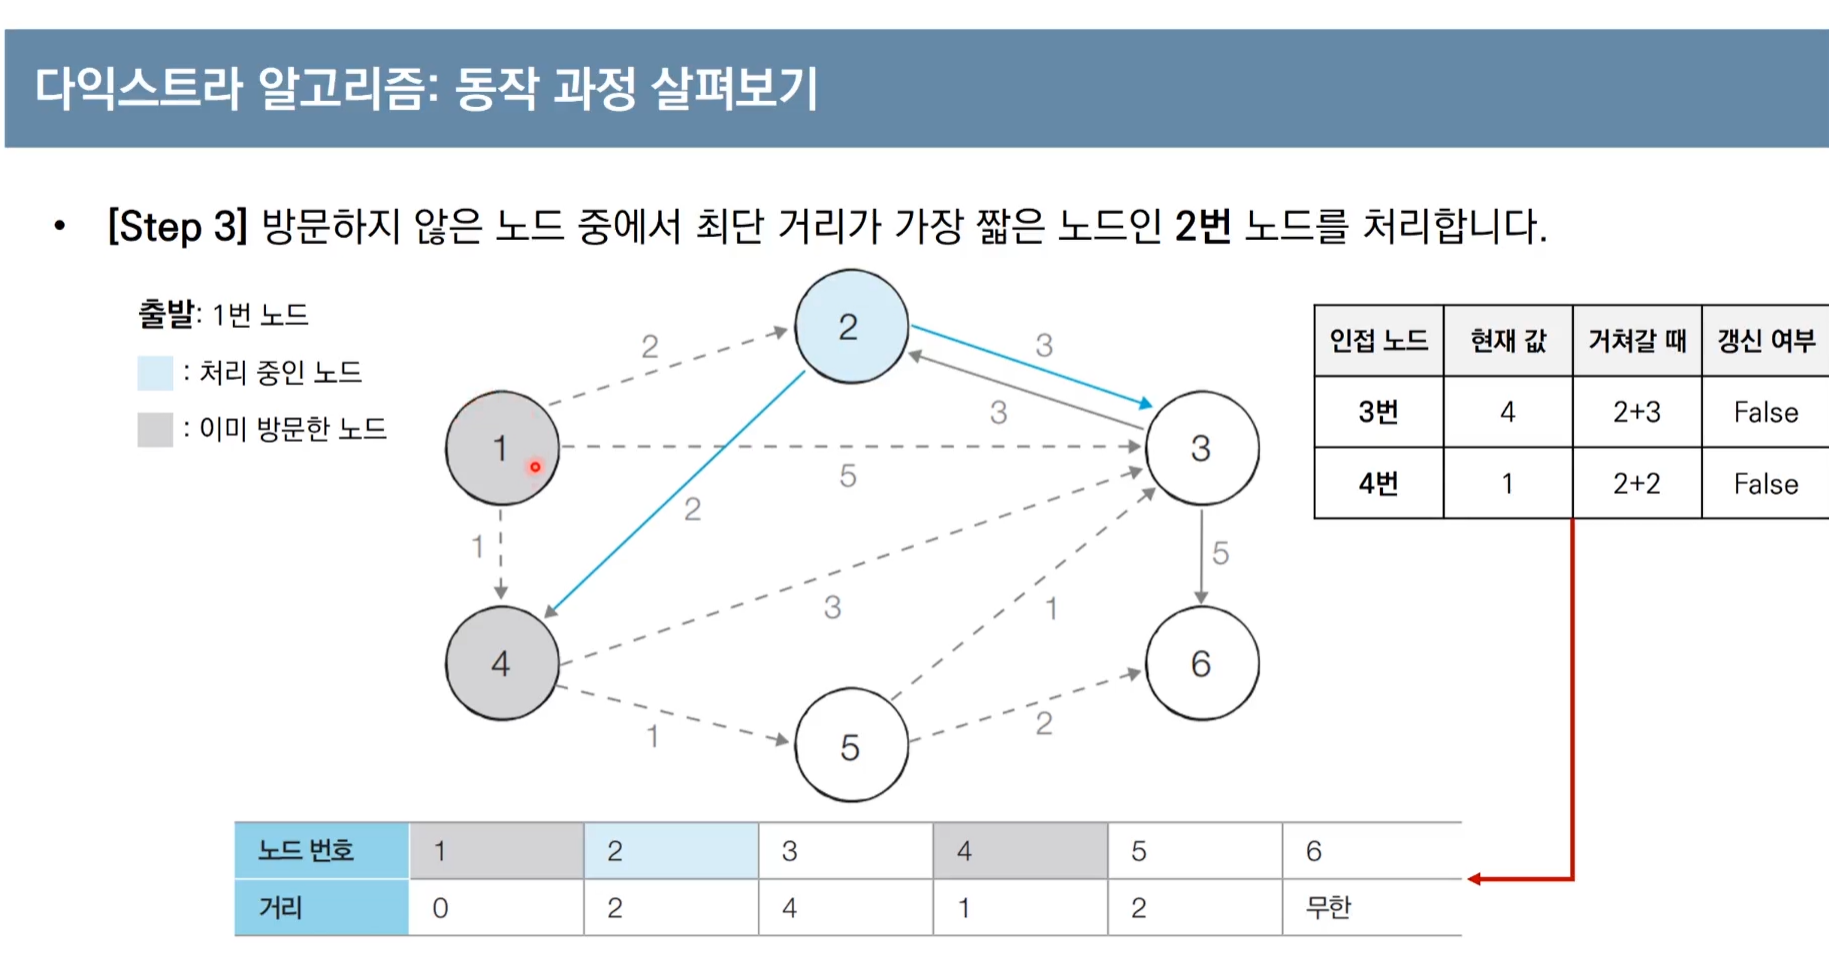 다익스트라 알고리즘: 동작 과정 살펴보기
• [Step 3] 방문하지 않은 노드 중에서 최단 거리가 가장 짧은 노드인 2번 노드를 처리합니다.
출발: 1번 노드
: 처리 중인 노드
: 이미 방문한 노드
2
2
3
3
1
5
3
2
1
5
3
1
4
6
1
5
2
인접 노드 현재 값 거쳐갈 때 갱신 여부
3번 4 2+3 False
4번 1 2+2 False
노드 번호 1 2 3 4 5 6
거리 0 2 4 1 2 무한